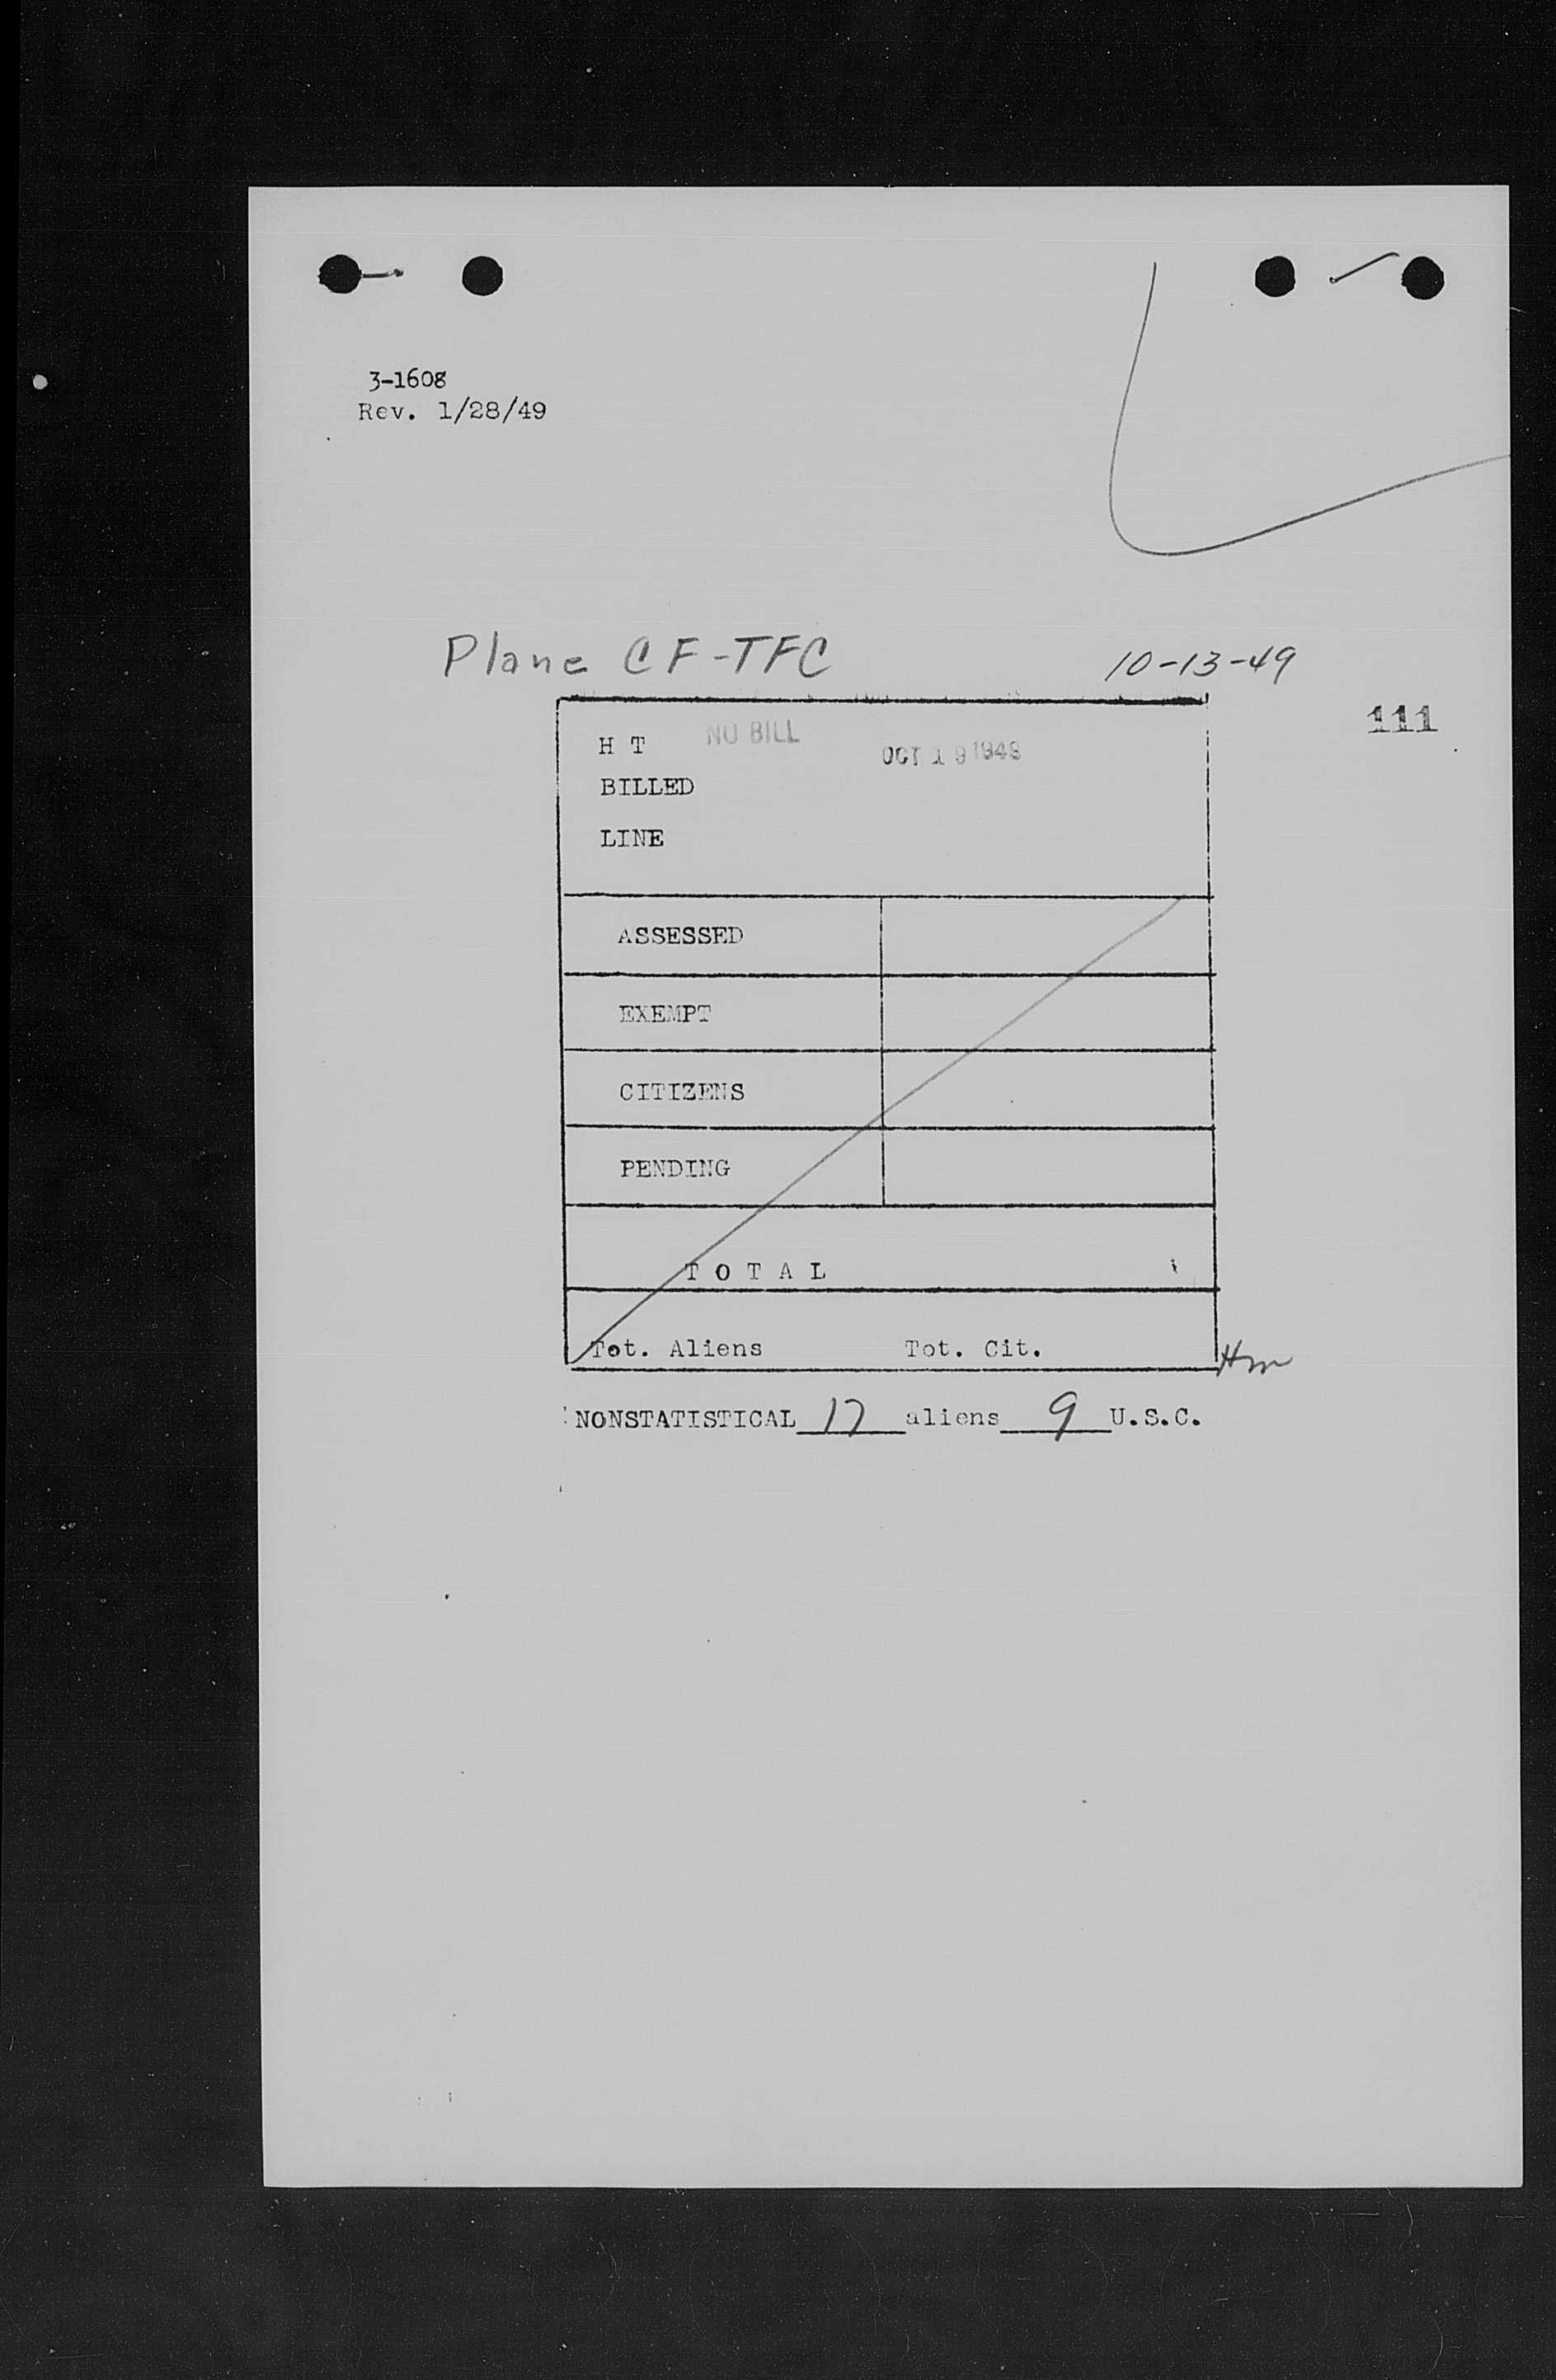 3-1608
Rev. 1/28/49
Plane CF-TFC 10-13-49
111
H T NO BILL OCT 19 1949
BILLED
LINE
ASSESSED
EXEMPT
CITIZENS
PENDING
T O T A L
Tot. Aliens Tot. Cit.
Hm
NONSTATISTICAL 17 aliens 9 U.S.C.